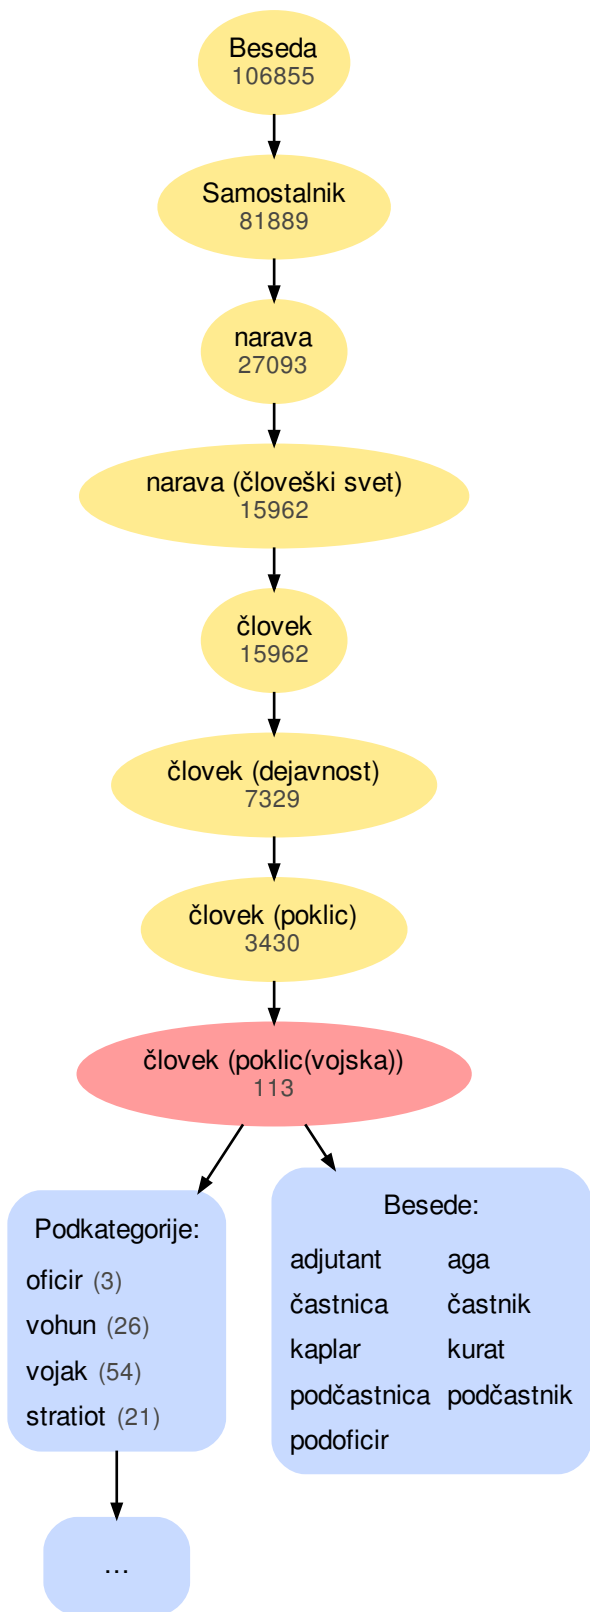 Beseda
106855
Samostalnik
81889
narava
27093
narava (človeški svet)
15962
človek
15962
človek (dejavnost)
7329
človek (poklic)
3430
človek (poklic(vojska))
113
Podkategorije:
oficir (3)
vohun (26)
vojak (54)
stratiot (21)
...
Besede:
adjutant aga
častnica častnik
kaplar kurat
podčastnica podčastnik
podoficir